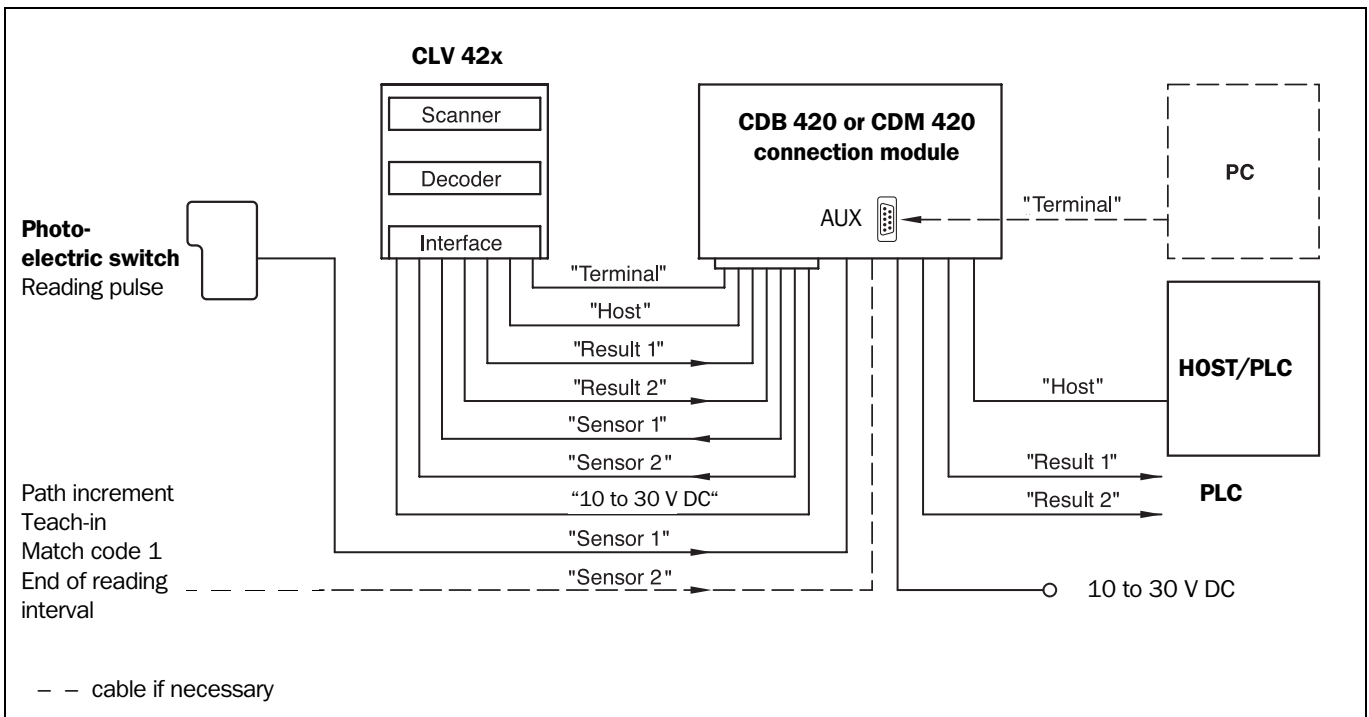 CLV 42x
Scanner
Decoder
Interface
CDB 420 or CDM 420
connection module
AUX
PC
"Terminal"
Photo-
electric switch
Reading pulse
"Terminal"
"Host"
"Result 1"
"Result 2"
"Sensor 1"
"Sensor 2"
“10 to 30 V DC“
"Sensor 1"
"Sensor 2"
HOST/PLC
"Host"
"Result 1"
"Result 2"
PLC
10 to 30 V DC
Path increment
Teach-in
Match code 1
End of reading
interval
– – cable if necessary